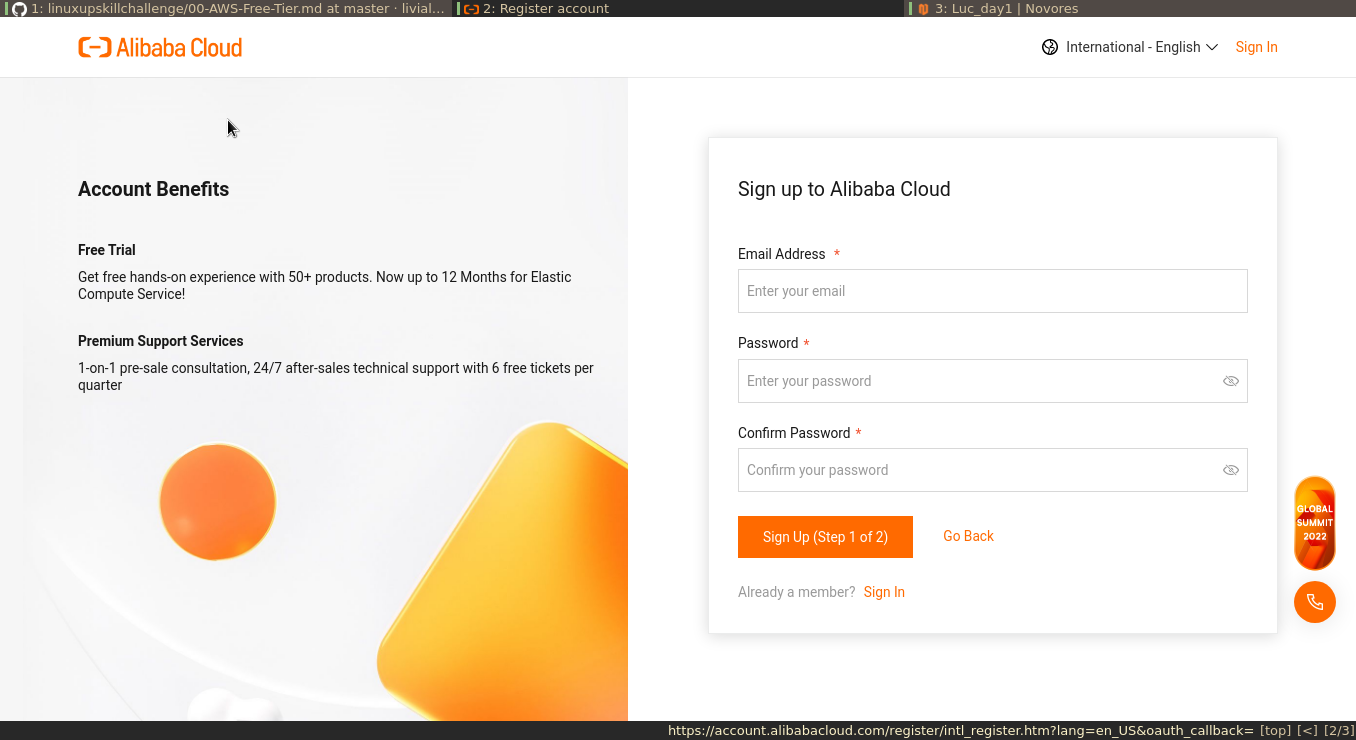 1: linuxupskillchallenge/00-AWS-Free-Tier.md at master · livial...
2: Register account
3: Luc_day1 | Novores
Alibaba Cloud
International - English
Sign In
Account Benefits
Free Trial
Get free hands-on experience with 50+ products. Now up to 12 Months for Elastic
Compute Service!
Premium Support Services
1-on-1 pre-sale consultation, 24/7 after-sales technical support with 6 free tickets per
quarter
Sign up to Alibaba Cloud
Email Address *
Enter your email
Password *
Enter your password
Confirm Password *
Confirm your password
Sign Up (Step 1 of 2)
Go Back
Already a member? Sign In
GLOBAL
SUMMIT
2022
https://account.alibabacloud.com/register/intl_register.htm?lang=en_US&oauth_callback= [top] [<] [2/3]